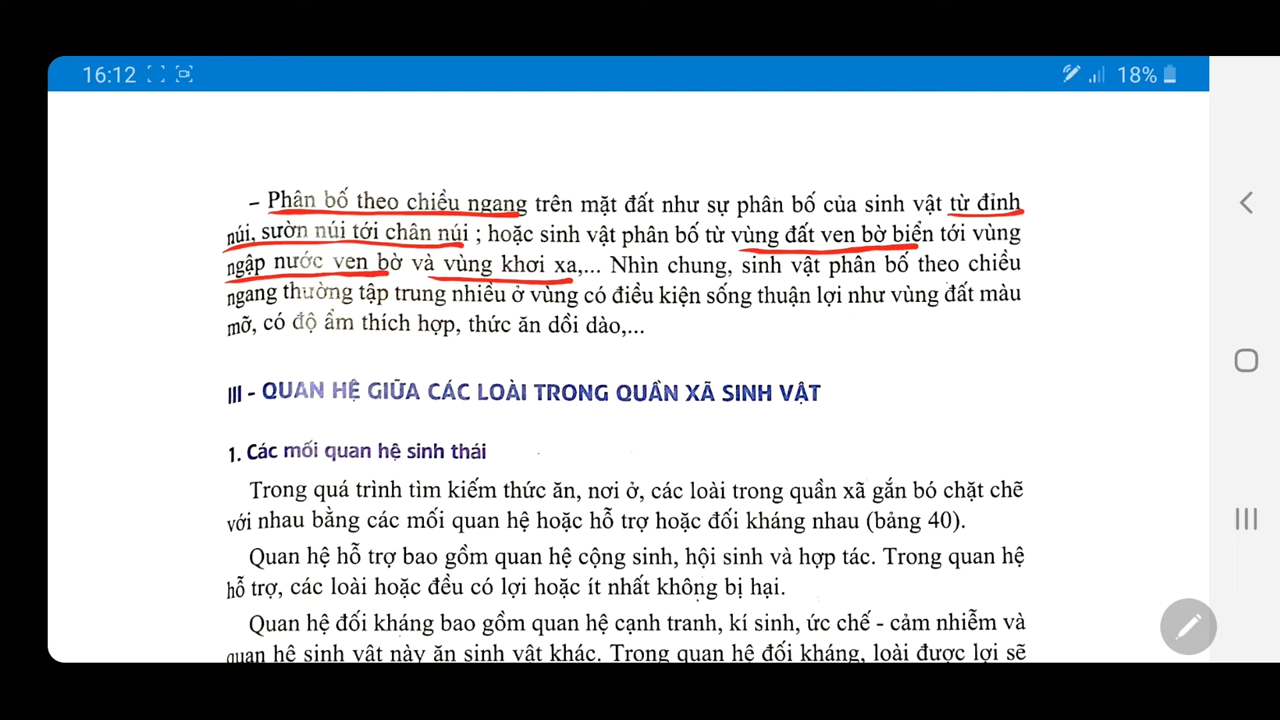 16:12
18%
– Phân bố theo chiều ngang trên mặt đất như sự phân bố của sinh vật từ đỉnh
núi, sườn núi tới chân núi ; hoặc sinh vật phân bố từ vùng đất ven bờ biển tới vùng
ngập nước ven bờ và vùng khơi xa,... Nhìn chung, sinh vật phân bố theo chiều
ngang thường tập trung nhiều ở vùng có điều kiện sống thuận lợi như vùng đất màu
mỡ, có độ ẩm thích hợp, thức ăn dồi dào,...
III - QUAN HỆ GIỮA CÁC LOÀI TRONG QUẦN XÃ SINH VẬT
1. Các mối quan hệ sinh thái
Trong quá trình tìm kiếm thức ăn, nơi ở, các loài trong quần xã gắn bó chặt chẽ
với nhau bằng các mối quan hệ hoặc hỗ trợ hoặc đối kháng nhau (bảng 40).
Quan hệ hỗ trợ bao gồm quan hệ cộng sinh, hội sinh và hợp tác. Trong quan hệ
hỗ trợ, các loài hoặc đều có lợi hoặc ít nhất không bị hại.
Quan hệ đối kháng bao gồm quan hệ cạnh tranh, kí sinh, ức chế - cảm nhiễm và
quan hệ sinh vật này ăn sinh vật khác. Trong quan hệ đối kháng, loài được lợi sẽ